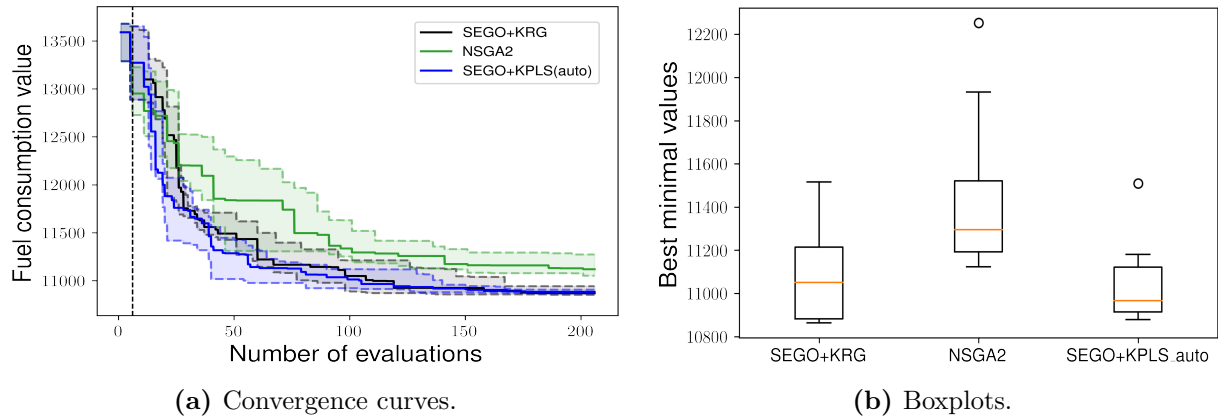 SEGO+KRG
NSGA2
SEGO+KPLS(auto)
Fuel consumption value
13500
13000
12500
12000
11500
11000
0
50
100
150
200
Number of evaluations
(a) Convergence curves.
Best minimal values
12200
12000
11800
11600
11400
11200
11000
10800
SEGO+KRG
NSGA2
SEGO+KPLS_auto
(b) Boxplots.